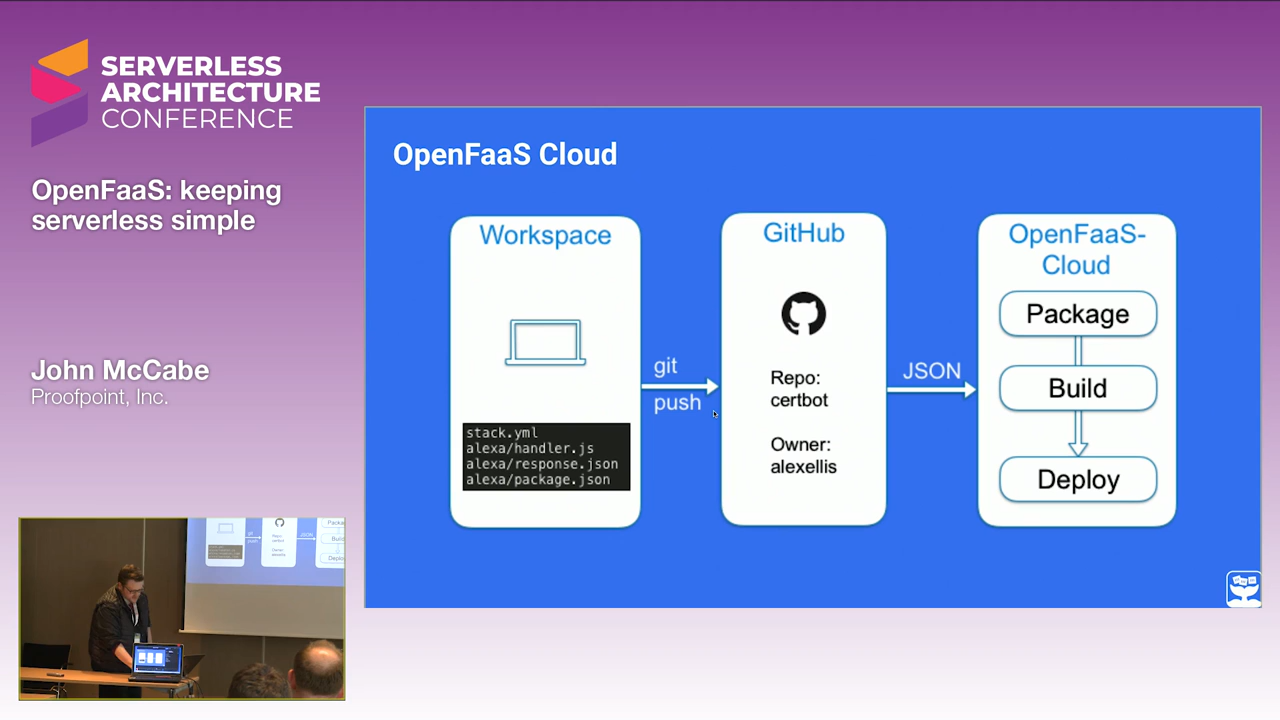 SERVERLESS
ARCHITECTURE
CONFERENCE
OpenFaaS: keeping
serverless simple
John McCabe
Proofpoint, Inc.
OpenFaaS Cloud
Workspace
stack.yml
alexa/handler.js
alexa/response.json
alexa/package.json
git
push
GitHub
Repo:
certbot
Owner:
alexellis
JSON
OpenFaaS-
Cloud
Package
Build
Deploy